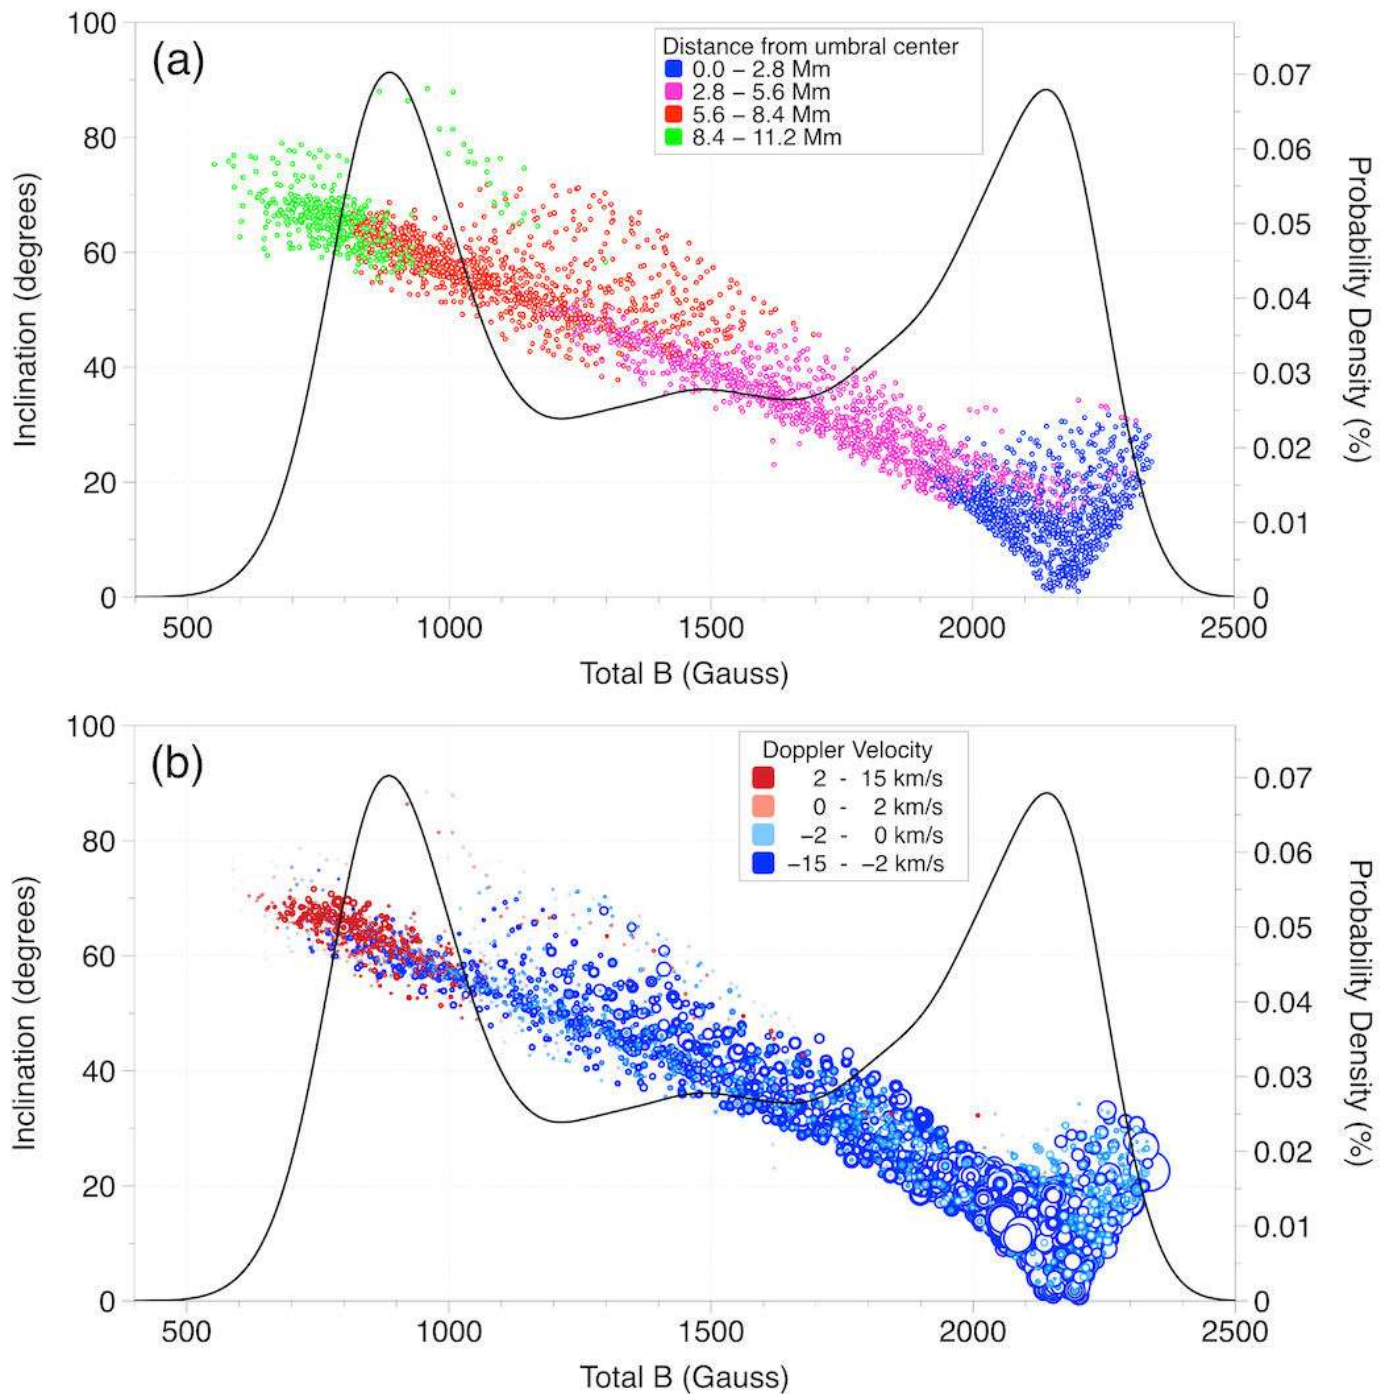 (a)
Distance from umbral center
0.0 – 2.8 Mm
2.8 – 5.6 Mm
5.6 – 8.4 Mm
8.4 – 11.2 Mm
Inclination (degrees)
100
80
60
40
20
0
500 1000 1500 2000 2500
Total B (Gauss)
0.07
0.06
0.05
0.04
0.03
0.02
0.01
0
Probability Density (%)
(b)
Doppler Velocity
2 - 15 km/s
0 - 2 km/s
−2 - 0 km/s
−15 - −2 km/s
Inclination (degrees)
100
80
60
40
20
0
500 1000 1500 2000 2500
Total B (Gauss)
0.07
0.06
0.05
0.04
0.03
0.02
0.01
0
Probability Density (%)